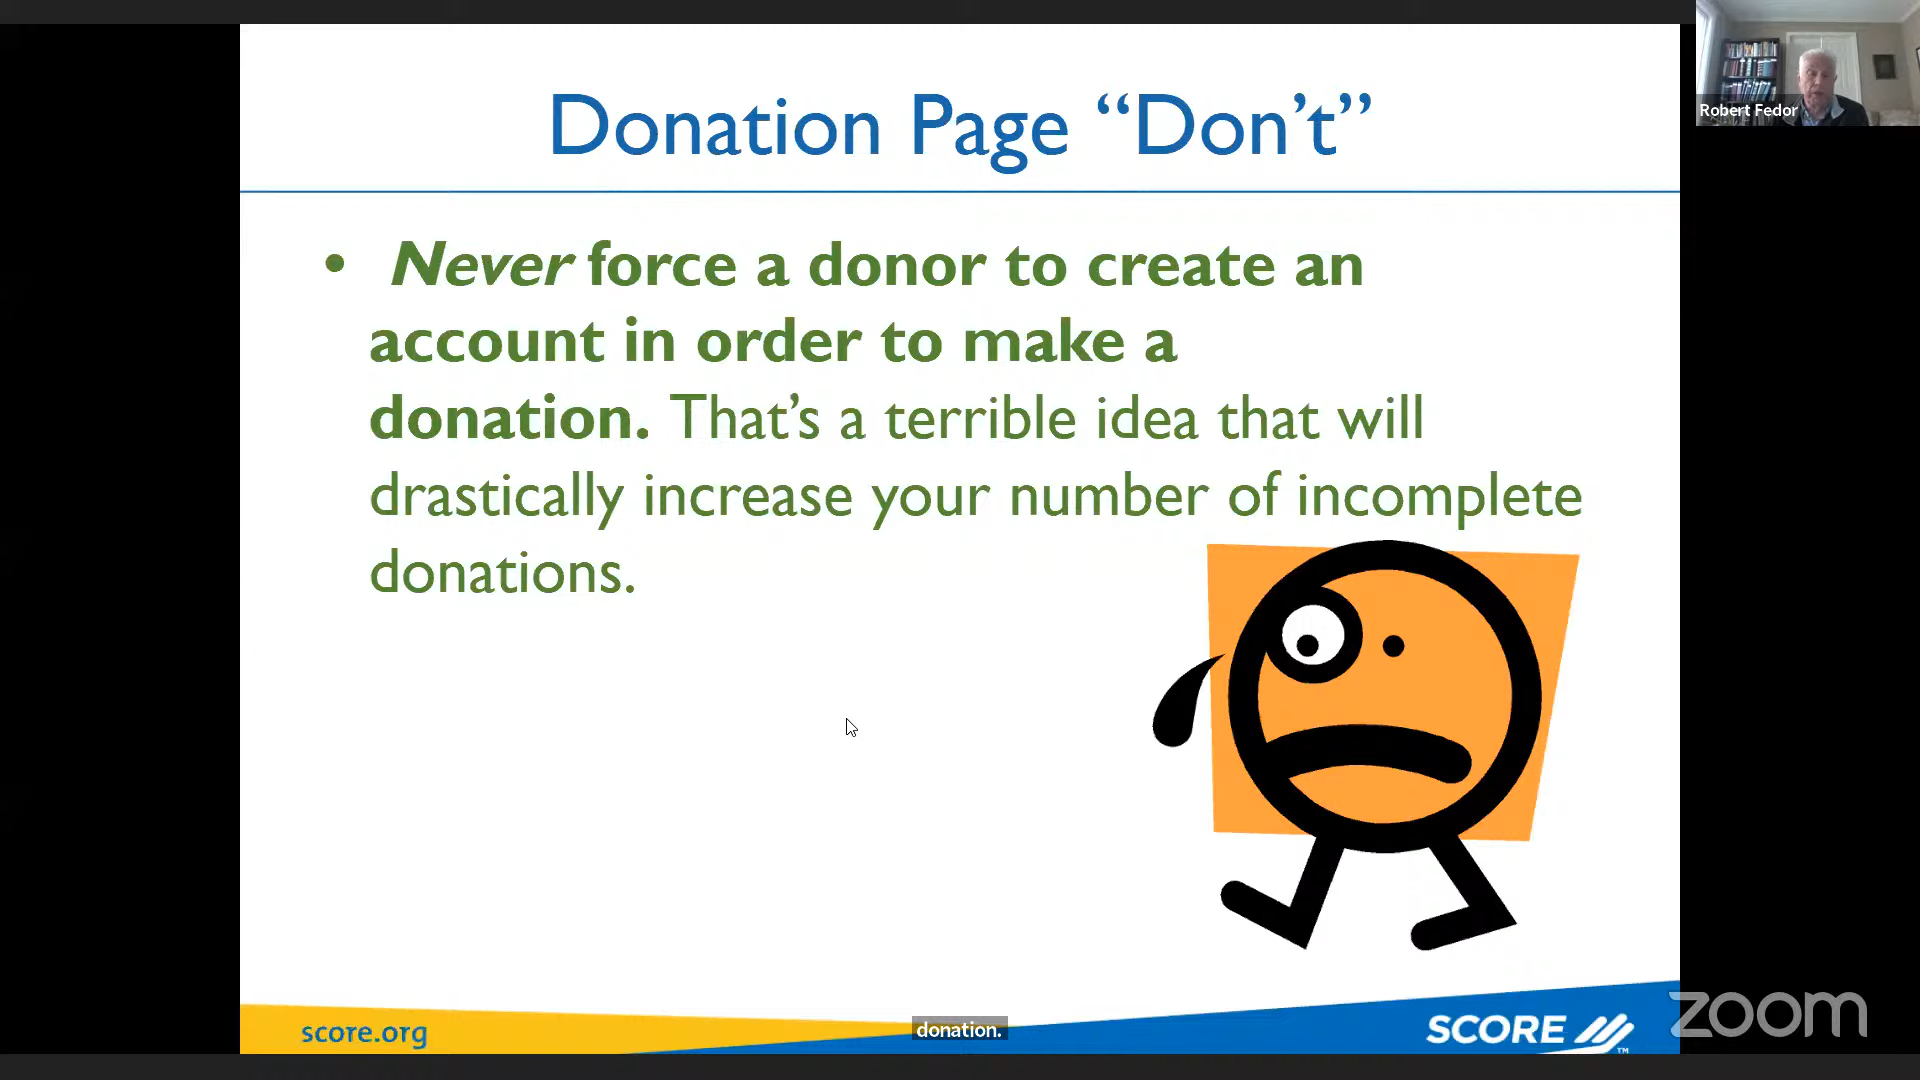 Donation Page “Don’t”
Robert Fedor
• Never force a donor to create an
account in order to make a
donation. That’s a terrible idea that will
drastically increase your number of incomplete
donations.
score.org
donation.
SCORE
TM
zoom